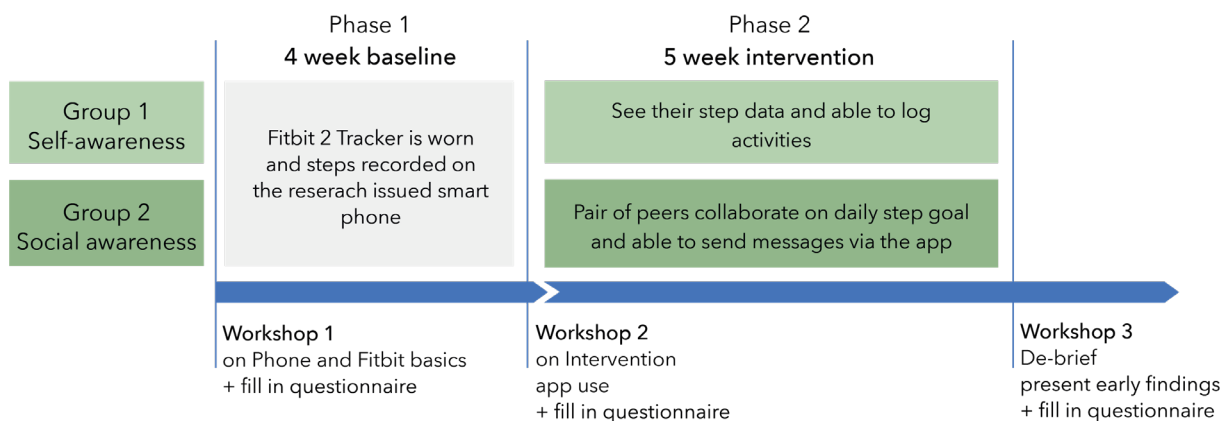 Phase 1
4 week baseline
Phase 2
5 week intervention
Group 1
Self-awareness
Group 2
Social awareness
Fitbit 2 Tracker is worn
and steps recorded on
the reserach issued smart
phone
See their step data and able to log
activities
Pair of peers collaborate on daily step goal
and able to send messages via the app
Workshop 1
on Phone and Fitbit basics
+ fill in questionnaire
Workshop 2
on Intervention
app use
+ fill in questionnaire
Workshop 3
De-brief
present early findings
+ fill in questionnaire